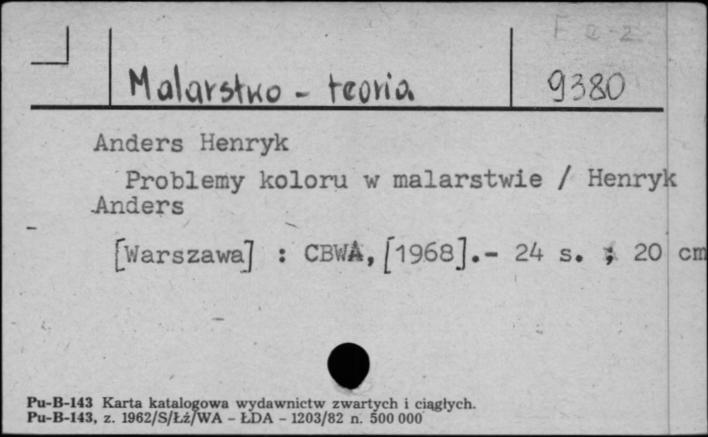 Malarstwo - teoria 9380
Anders Henryk
Problemy koloru w malarstwie / Henryk
Anders
[Warszawa] : CBWA, [1968].- 24 s. ; 20 cm
Pu-B-143 Karta katalogowa wydawnictw zwartych i ciągłych.
Pu-B-143, z. 1962/S/Łź/WA - ŁDA - 1203/82 n. 500 000